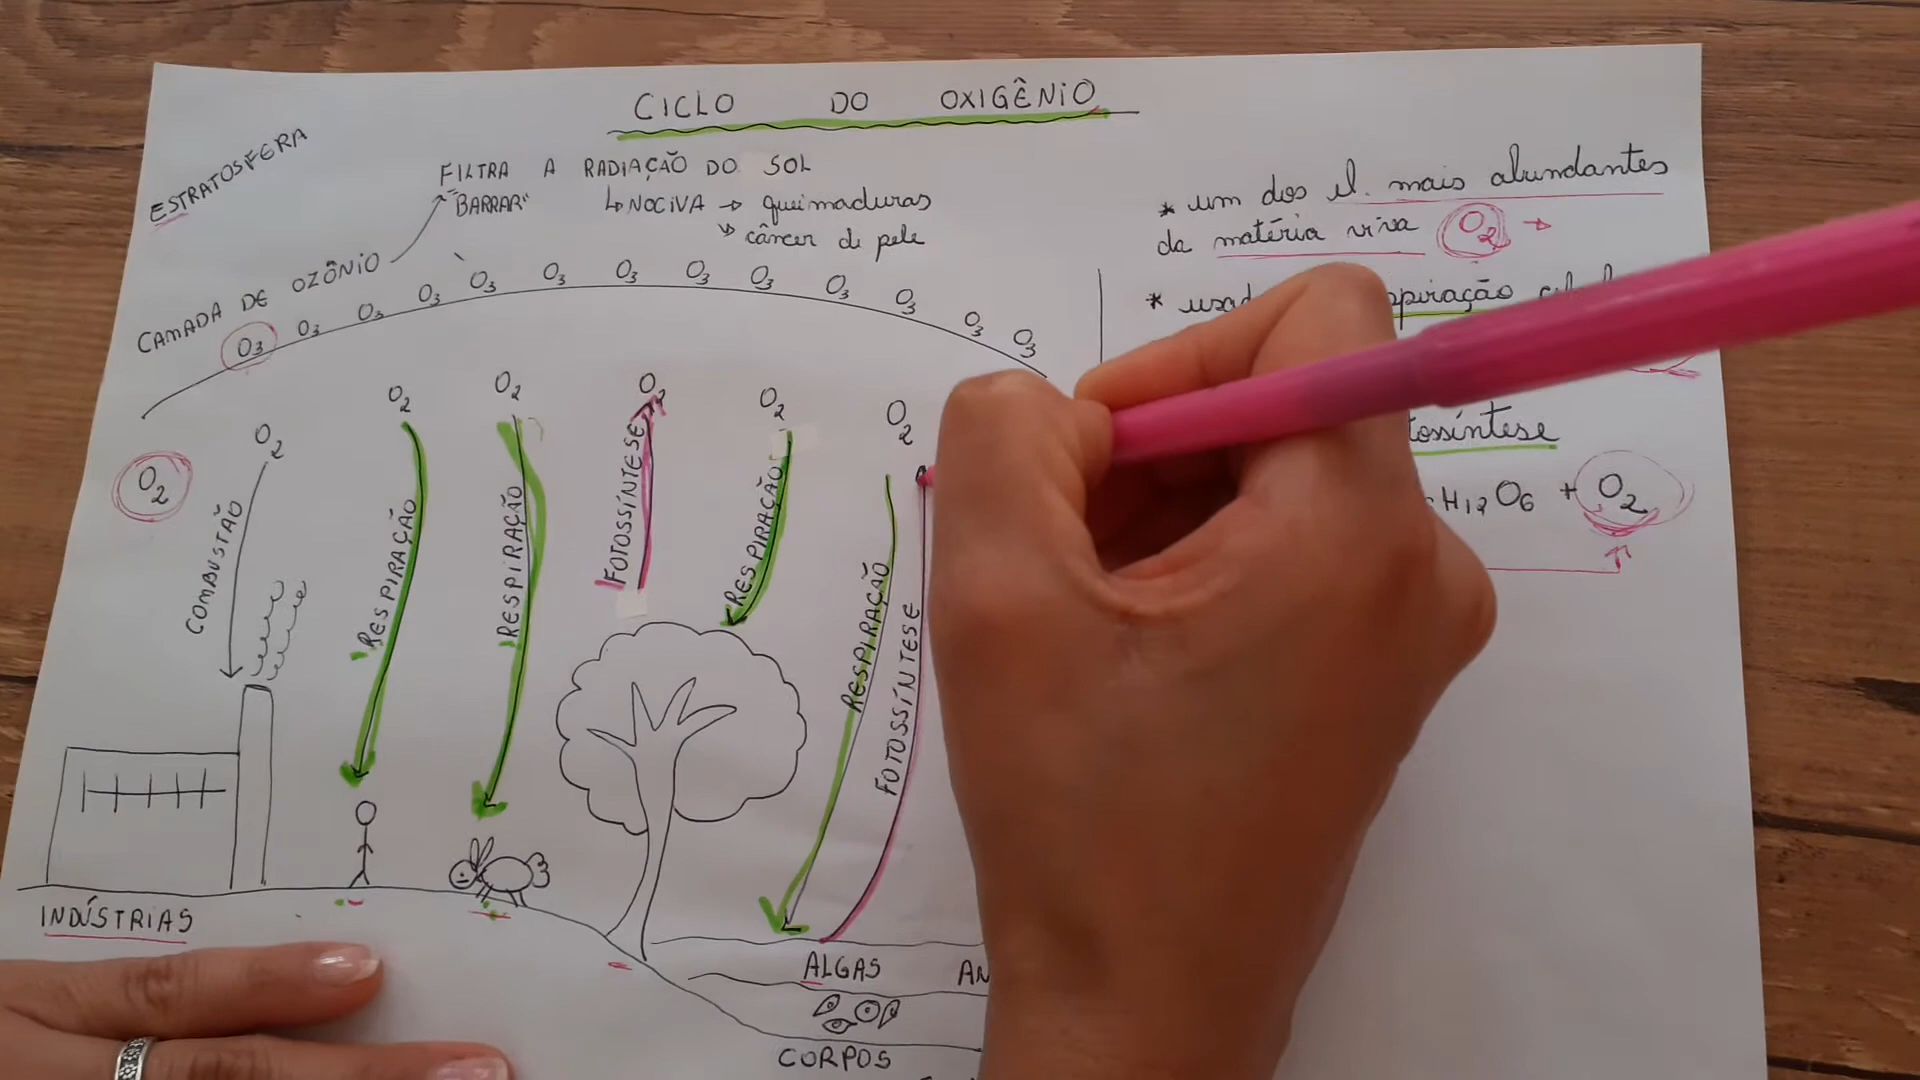 CICLO DO OXIGÊNIO
ESTRATOSFERA
FILTRA A RADIAÇÃO DO SOL
"BARRAR" ↳ NOCIVA → queimaduras
↘ câncer de pele
CAMADA DE OZÔNIO
O3 O3 O3 O3 O3 O3 O3 O3 O3 O3 O3 O3 O3
* um dos el. mais abundantes
da matéria viva O2 →
*
O2 O2 O2 O2 O2 O2
O2
COMBUSTÃO
RESPIRAÇÃO
RESPIRAÇÃO
FOTOSSÍNTESE
RESPIRAÇÃO
RESPIRAÇÃO
FOTOSSÍNTESE
H12O6 + O2
INDÚSTRIAS
ALGAS
CORPOS